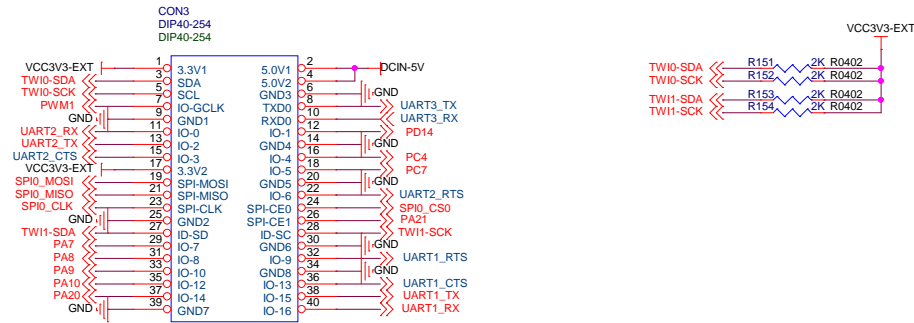 CON3
DIP40-254
DIP40-254
VCC3V3-EXT 1 3.3V1 5.0V1 2 DCIN-5V
TWI0-SDA 3 SDA 5.0V2 4
TWI0-SCK 5 SCL GND3 6 GND
PWM1 7 IO-GCLK TXD0 8 UART3_TX
GND 9 GND1 RXD0 10 UART3_RX
UART2_RX 11 IO-0 IO-1 12 PD14
UART2_TX 13 IO-2 GND4 14 GND
UART2_CTS 15 IO-3 IO-4 16 PC4
VCC3V3-EXT 17 3.3V2 IO-5 18 PC7
SPI0_MOSI 19 SPI-MOSI GND5 20 GND
SPI0_MISO 21 SPI-MISO IO-6 22 UART2_RTS
SPI0_CLK 23 SPI-CLK SPI-CE0 24 SPI0_CS0
GND 25 GND2 SPI-CE1 26 PA21
TWI1-SDA 27 ID-SD ID-SC 28 TWI1-SCK
PA7 29 IO-7 GND6 30 GND
PA8 31 IO-8 IO-9 32 UART1_RTS
PA9 33 IO-10 GND8 34 GND
PA10 35 IO-12 IO-13 36 UART1_CTS
PA20 37 IO-14 IO-15 38 UART1_TX
GND 39 GND7 IO-16 40 UART1_RX
VCC3V3-EXT
TWI0-SDA R151 2K R0402
TWI0-SCK R152 2K R0402
TWI1-SDA R153 2K R0402
TWI1-SCK R154 2K R0402